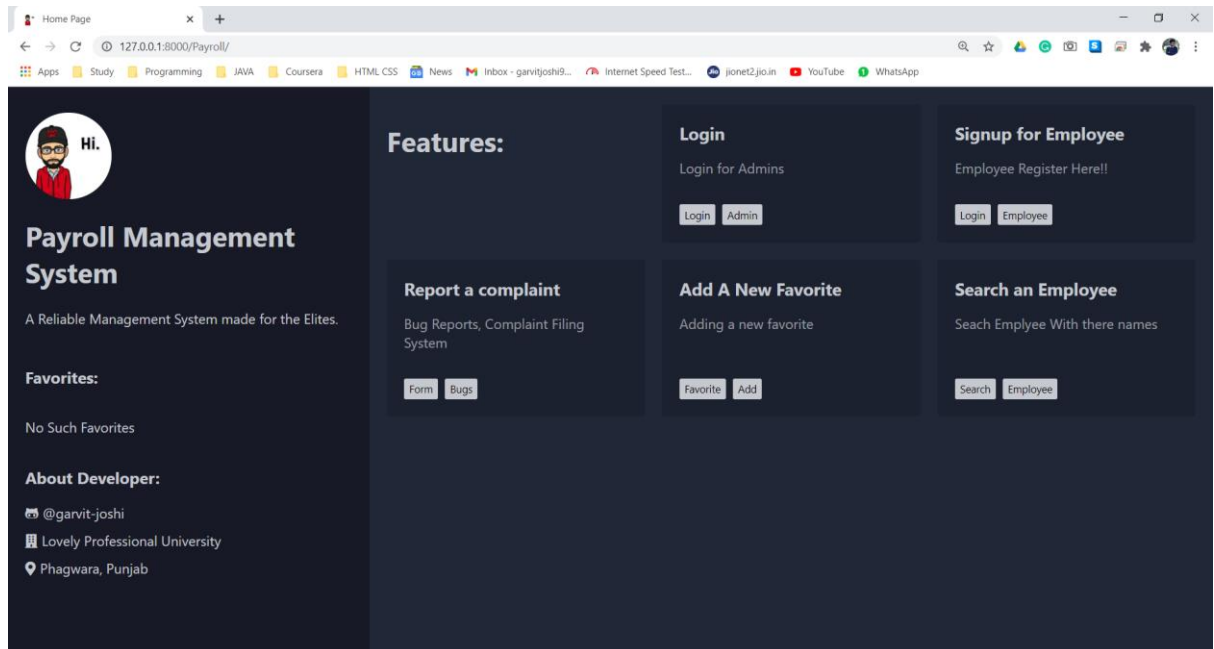 Home Page
127.0.0.1:8000/Payroll/
Apps Study Programming JAVA Coursera HTML CSS News Inbox - garvitjoshi9... Internet Speed Test... jionet2.jio.in YouTube WhatsApp
Hi.
Payroll Management
System
A Reliable Management System made for the Elites.
Favorites:
No Such Favorites
About Developer:
@garvit-joshi
Lovely Professional University
Phagwara, Punjab
Features:
Login
Login for Admins
Login Admin
Signup for Employee
Employee Register Here!!
Login Employee
Report a complaint
Bug Reports, Complaint Filing
System
Form Bugs
Add A New Favorite
Adding a new favorite
Favorite Add
Search an Employee
Seach Emplyee With there names
Search Employee